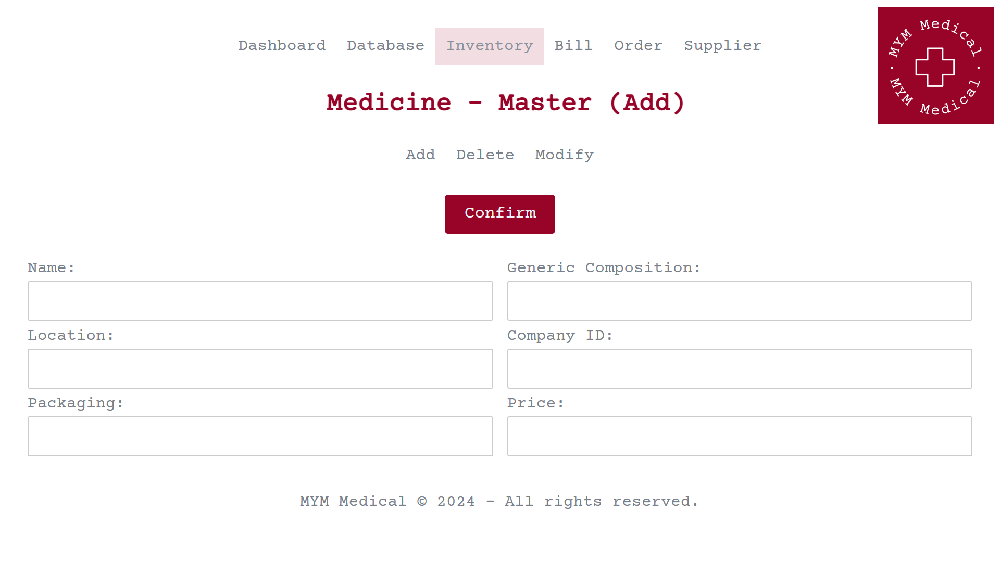 Dashboard Database Inventory Bill Order Supplier
MYM Medical · MYM Medical ·
Medicine - Master (Add)
Add Delete Modify
Confirm
Name: Generic Composition:
Location: Company ID:
Packaging: Price:
MYM Medical © 2024 - All rights reserved.